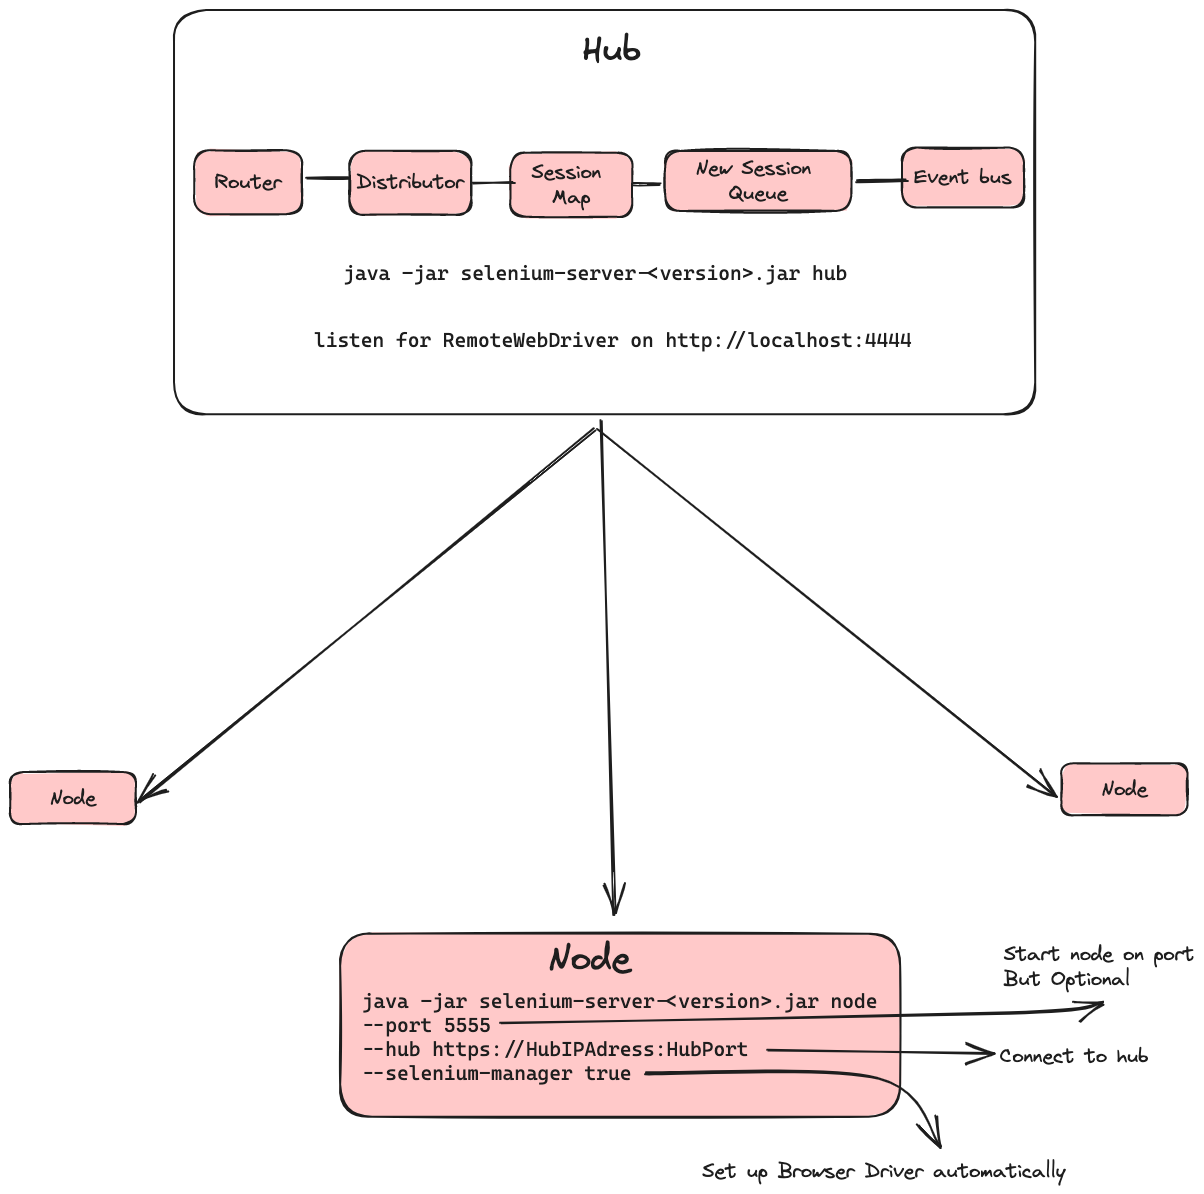 Hub
Router
Distributor
Session
Map
New Session
Queue
Event bus
java -jar selenium-server-<version>.jar hub
listen for RemoteWebDriver on http://localhost:4444
Node
Node
Node
java -jar selenium-server-<version>.jar node
--port 5555
--hub https://HubIPAdress:HubPort
--selenium-manager true
Start node on port
But Optional
Connect to hub
Set up Browser Driver automatically